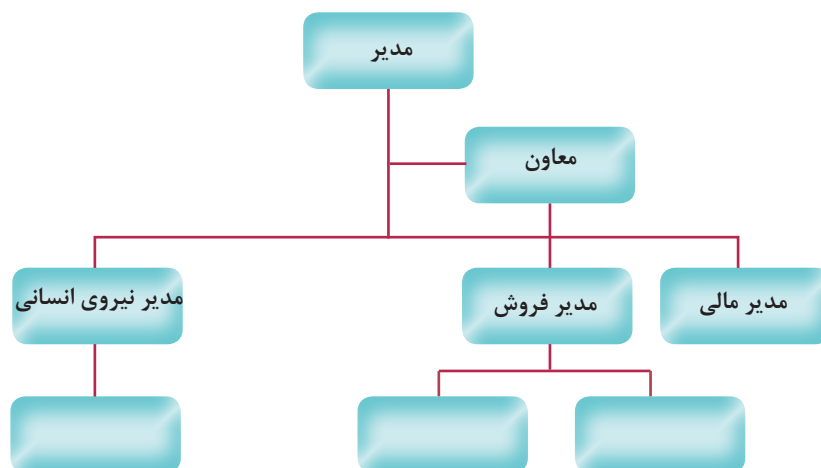 مدیر
معاون
مدیر مالی
مدیر فروش
مدیر نیروی انسانی